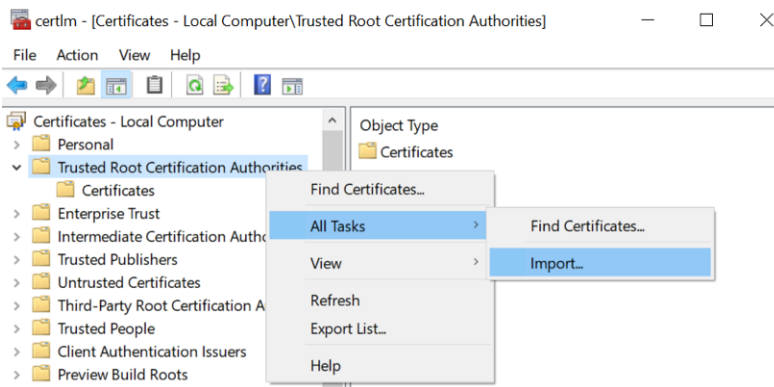 certlm - [Certificates - Local Computer\Trusted Root Certification Authorities]
File Action View Help
Certificates - Local Computer
Personal
Trusted Root Certification Authorities
Certificates
Enterprise Trust
Intermediate Certification Autho
Trusted Publishers
Untrusted Certificates
Third-Party Root Certification A
Trusted People
Client Authentication Issuers
Preview Build Roots
Object Type
Certificates
Find Certificates...
All Tasks
View
Refresh
Export List...
Help
Find Certificates...
Import...